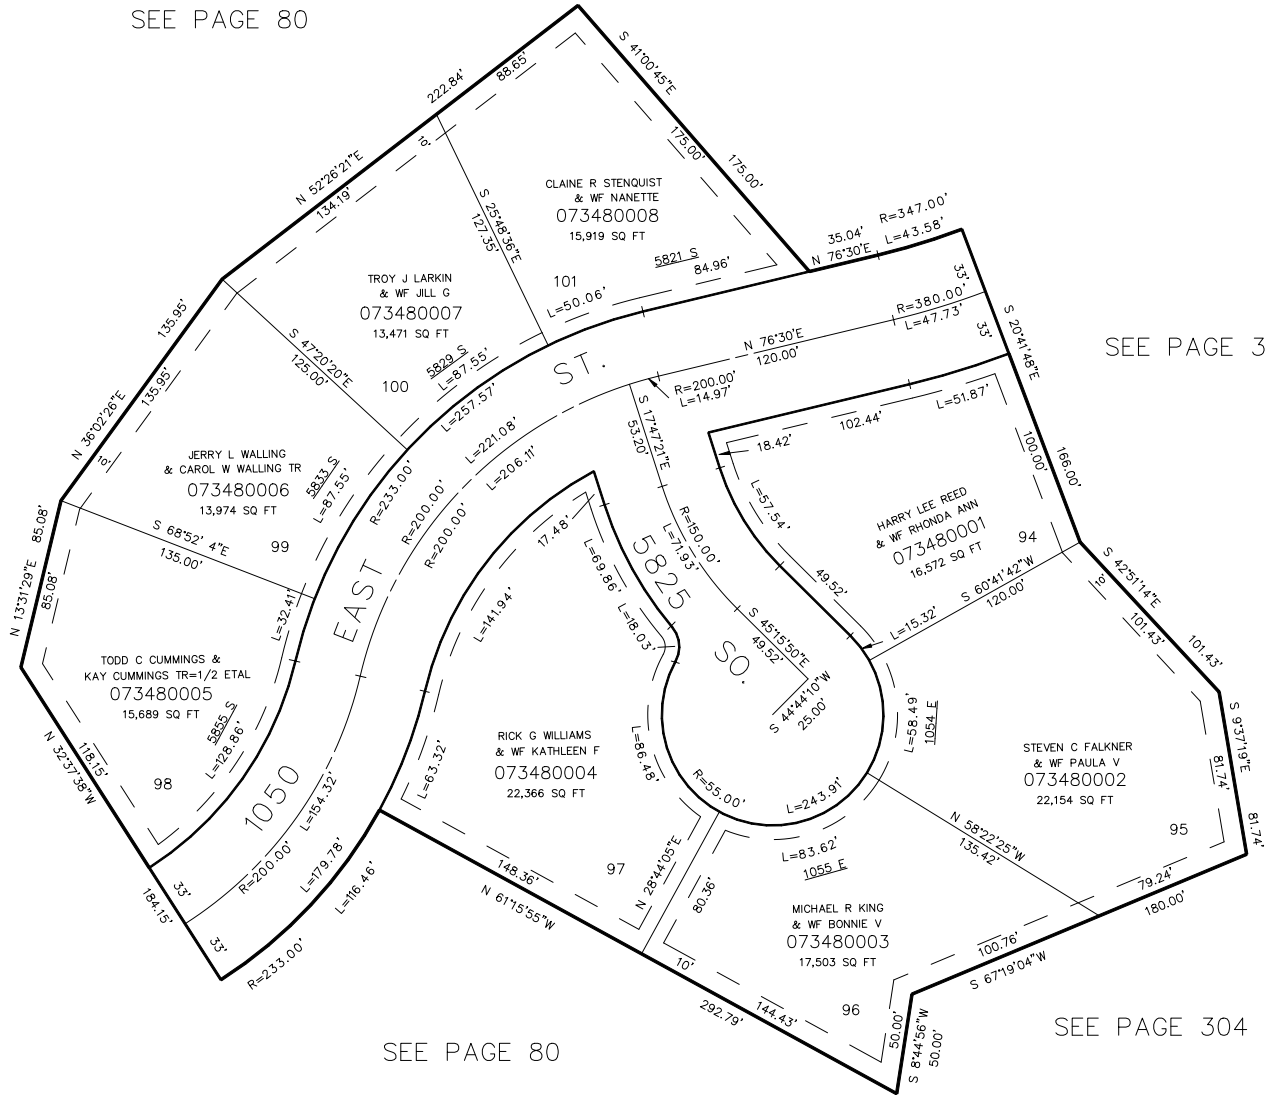 SEE PAGE 80
222.84'
88.65'
S 41°00'45"E
175.00'
175.00'
N 52°26'21"E
134.19'
10'
S 25°48'36"E
127.35'
CLAINE R STENQUIST
& WF NANETTE
073480008
15,919 SQ FT
5821 S
84.96'
101
L=50.06'
35.04'
N 76°30'E
R=347.00'
L=43.58'
TROY J LARKIN
& WF JILL G
073480007
13,471 SQ FT
5829 S
L=87.55'
100
S 47°20'20"E
125.00'
135.95'
135.95'
N 36°02'26"E
10'
JERRY L WALLING
& CAROL W WALLING TR
073480006
13,974 SQ FT
5833 S
L=87.55'
99
S 68°52' 4"E
135.00'
85.08'
85.08'
N 13°31'29"E
L=32.41'
TODD C CUMMINGS &
KAY CUMMINGS TR=1/2 ETAL
073480005
15,689 SQ FT
5855 S
L=128.86'
98
118.15'
N 32°37'38"W
184.15'
33'
33'
1050
EAST
ST.
L=257.57'
R=233.00'
L=221.08'
R=200.00'
L=206.11'
R=200.00'
L=154.32'
R=200.00'
L=179.78'
L=116.46'
R=233.00'
N 76°30'E
120.00'
R=200.00'
L=14.97'
R=380.00'
L=47.73'
33'
33'
S 20°41'48"E
166.00'
100.00'
SEE PAGE 3
S 17°47'21"E
53.20'
R=150.00'
L=71.93'
S 45°15'50"E
49.52'
S 44°44'10"W
25.00'
5825
SO.
18.42'
102.44'
L=51.87'
L=57.54'
49.52'
L=15.32'
HARRY LEE REED
& WF RHONDA ANN
073480001
16,572 SQ FT
94
S 60°41'42"W
120.00'
S 42°51'14"E
10'
101.43'
101.43'
S 9°37'19"E
81.74'
81.74'
17.48'
L=69.86'
L=18.03'
L=141.94'
L=63.32'
L=86.48'
RICK G WILLIAMS
& WF KATHLEEN F
073480004
22,366 SQ FT
97
148.36'
N 61°15'55"W
N 28°44'05"E
80.36'
10'
R=55.00'
L=243.91'
L=58.49'
1054 E
L=83.62'
1055 E
STEVEN C FALKNER
& WF PAULA V
073480002
22,154 SQ FT
95
N 58°22'25"W
135.42'
79.24'
180.00'
100.76'
S 67°19'04"W
MICHAEL R KING
& WF BONNIE V
073480003
17,503 SQ FT
96
144.43'
292.79'
50.00'
S 8°44'56"W
50.00'
SEE PAGE 304
SEE PAGE 80